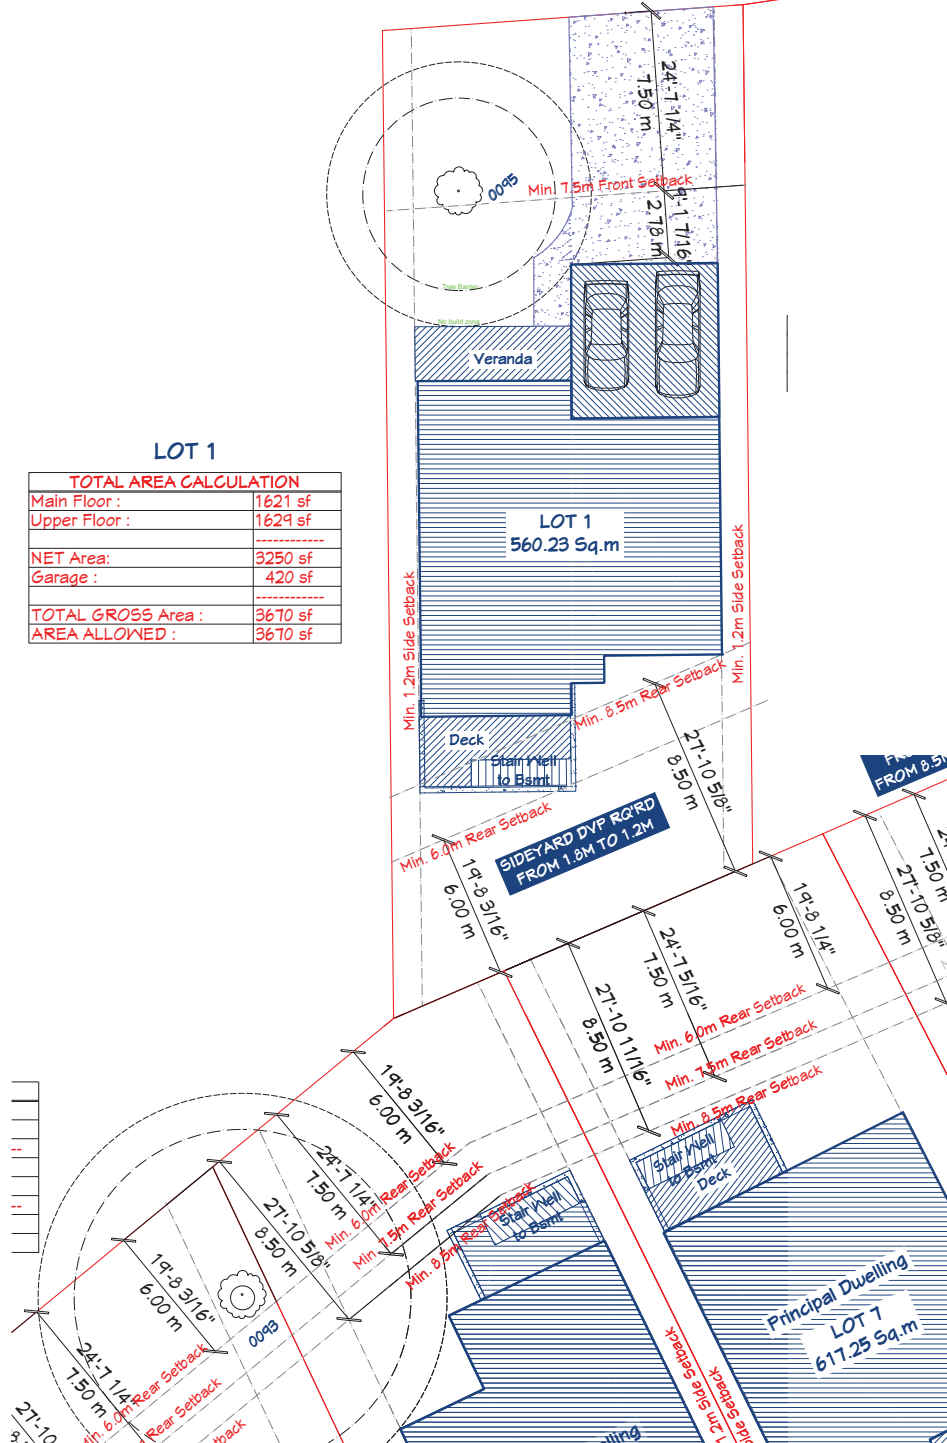 24'-7 1/4"
7.50 m
0095
Min. 7.5m Front Setback
9'-1 7/16"
2.78 m
Tree Barrier
No build zone
Veranda
LOT 1
TOTAL AREA CALCULATION
Main Floor : 1621 sf
Upper Floor : 1629 sf
------------
NET Area: 3250 sf
Garage : 420 sf
------------
TOTAL GROSS Area : 3670 sf
AREA ALLOWED : 3670 sf
LOT 1
560.23 Sq.m
Min. 1.2m Side Setback
Min. 1.2m Side Setback
Min. 8.5m Rear Setback
Deck
Stair Well
to Bsmt
27'-10 5/8"
8.50 m
FROM 8.5
Min. 6.0m Rear Setback
SIDEYARD DVP RQ'RD
FROM 1.8M TO 1.2M
19'-8 3/16"
6.00 m
19'-8 1/4"
6.00 m
7.50 m
27'-10 5/8"
8.50 m
24'-7 5/16"
7.50 m
27'-10 11/16"
8.50 m
Min. 6.0m Rear Setback
Min. 7.5m Rear Setback
Min. 8.5m Rear Setback
19'-8 3/16"
6.00 m
24'-7 1/4"
7.50 m
27'-10 5/8"
8.50 m
Min. 6.0m Rear Setback
Min. 7.5m Rear Setback
Min. 8.5m Rear Setback
Stair Well
to Bsmt
Stair Well
to Bsmt
Deck
19'-8 3/16"
6.00 m
0093
24'-7 1/4"
7.50 m
27'-10
8.
in. 6.0m Rear Setback
Rear Setback
tback
Principal Dwelling
LOT 7
617.25 Sq.m
1.2m Side Setback
Side Setback
elling